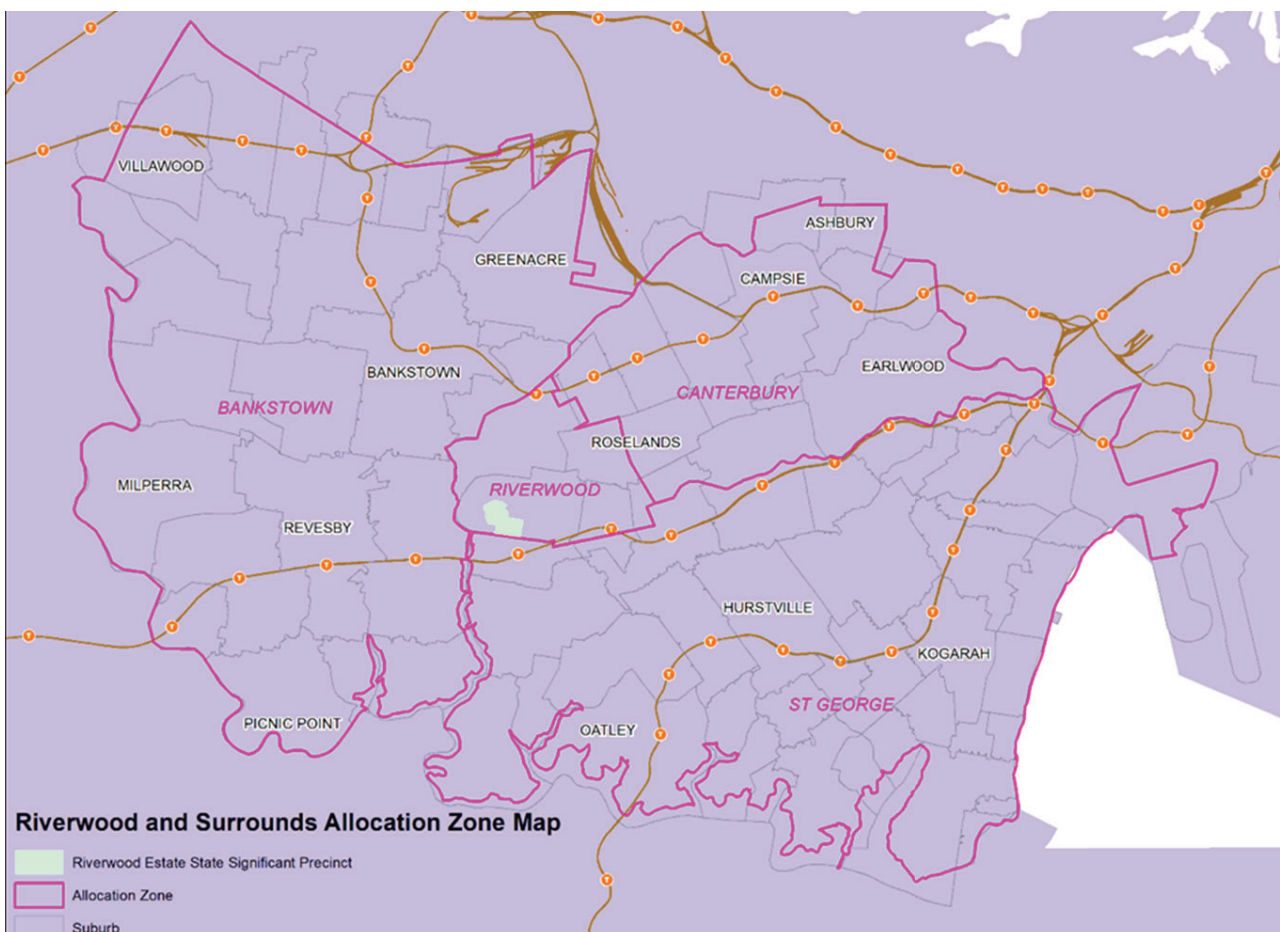 VILLAWOOD
ASHBURY
GREENACRE
CAMPSIE
BANKSTOWN
EARLWOOD
BANKSTOWN
CANTERBURY
ROSELANDS
MILPERRA
RIVERWOOD
REVESBY
HURSTVILLE
KOGARAH
ST GEORGE
PICNIC POINT
OATLEY
Riverwood and Surrounds Allocation Zone Map
Riverwood Estate State Significant Precinct
Allocation Zone
Suburb